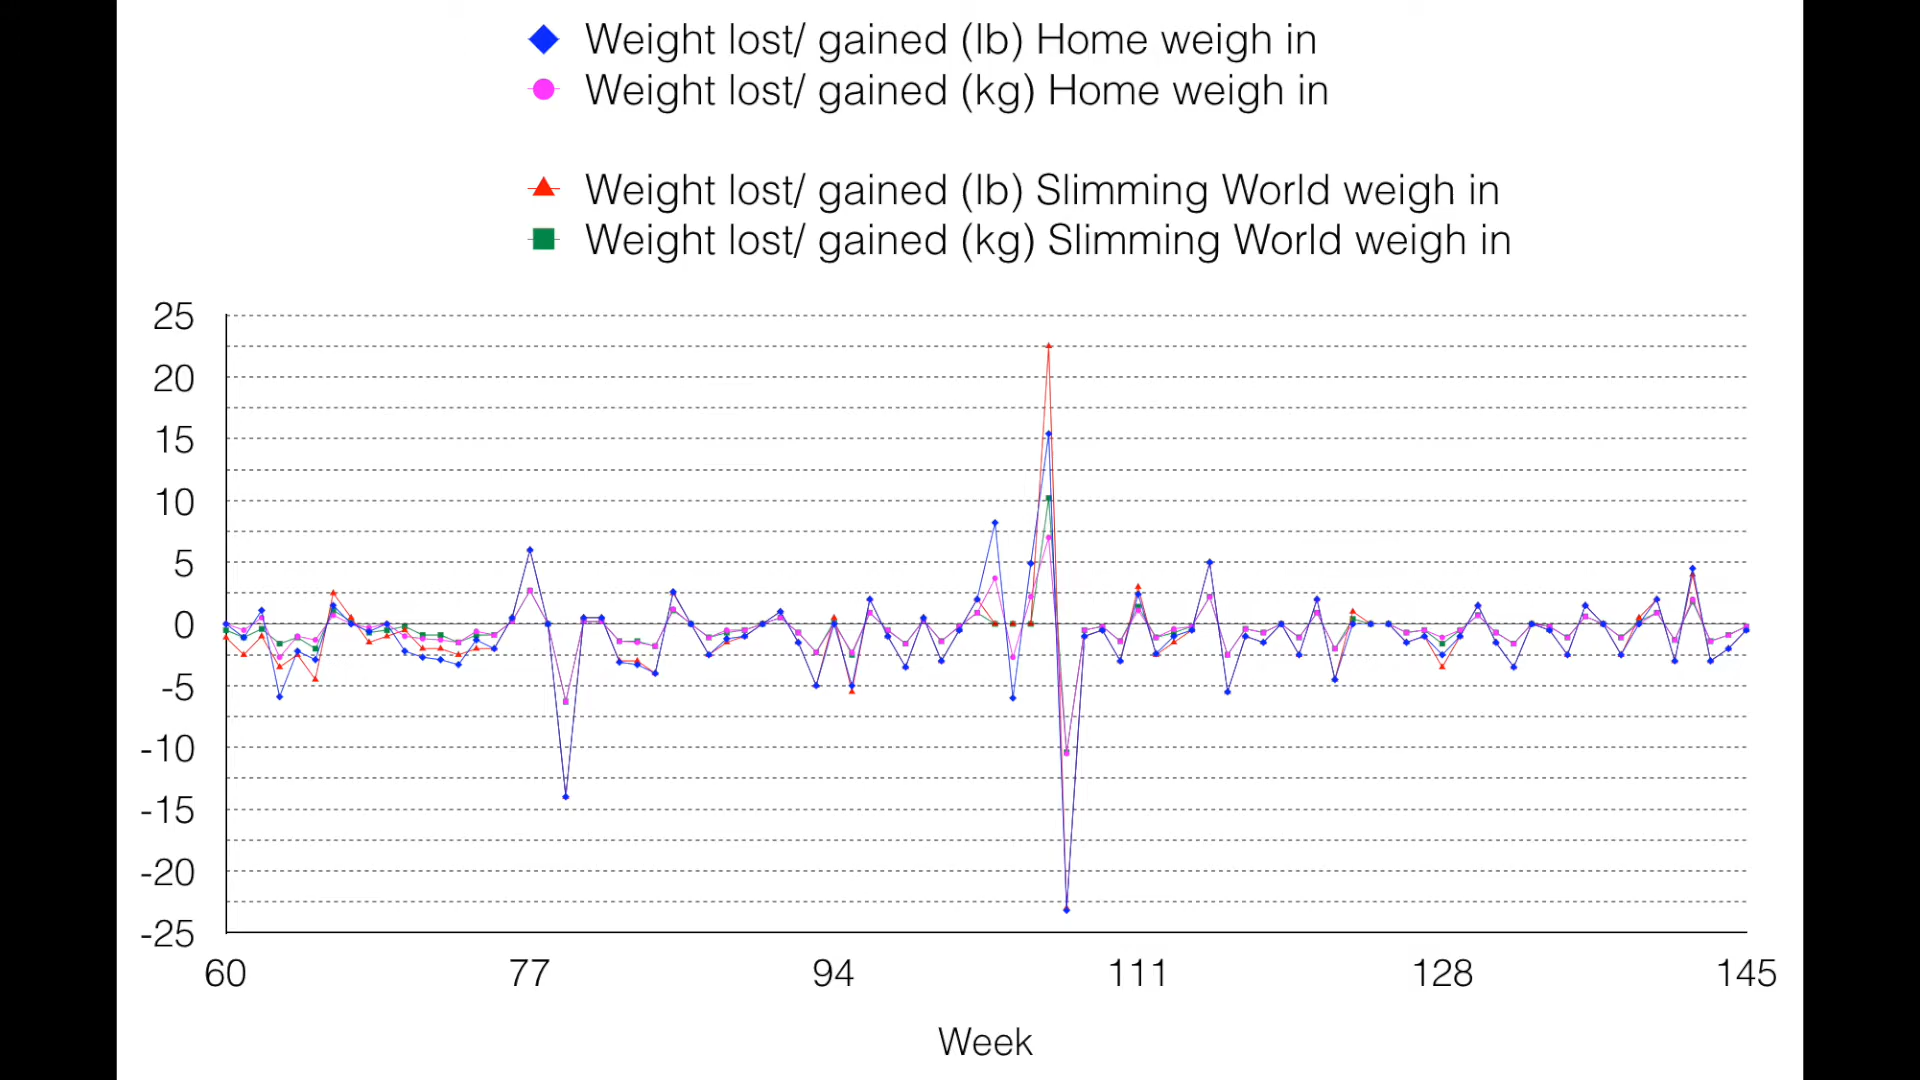 Weight lost/ gained (lb) Home weigh in
Weight lost/ gained (kg) Home weigh in
Weight lost/ gained (lb) Slimming World weigh in
Weight lost/ gained (kg) Slimming World weigh in
25
20
15
10
5
0
-5
-10
-15
-20
-25
60 77 94 111 128 145
Week